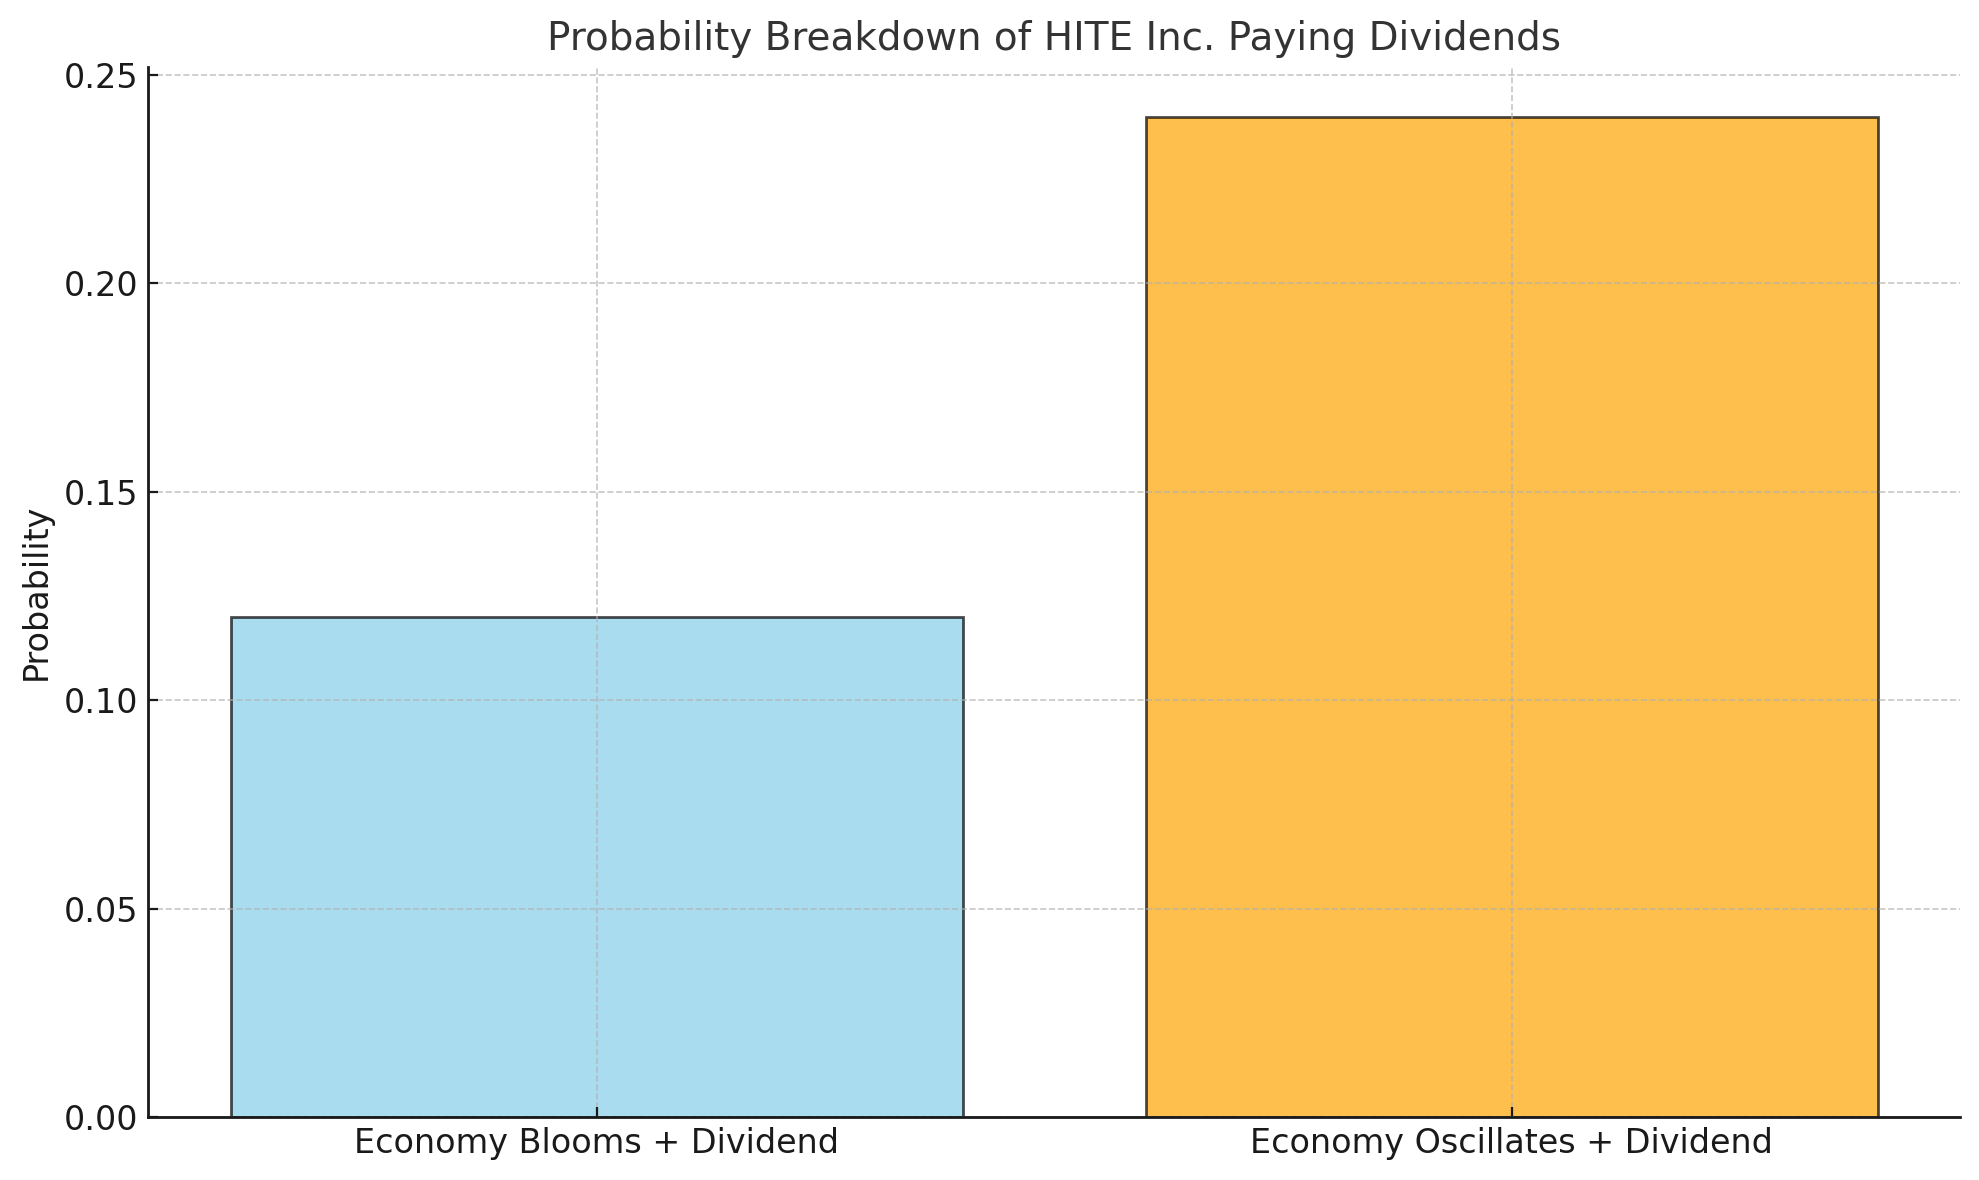 Probability Breakdown of HITE Inc. Paying Dividends
0.25
0.20
0.15
0.10
0.05
0.00
Probability
Economy Blooms + Dividend
Economy Oscillates + Dividend